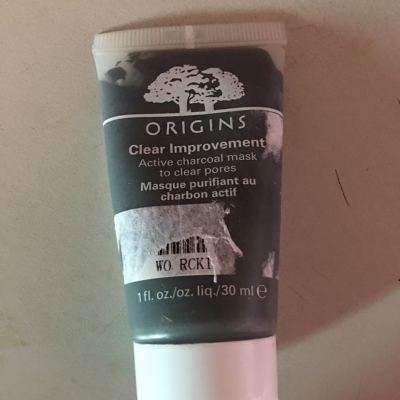 ORIGINS
Clear Improvement
Active charcoal mask
to clear pores
Masque purifiant au
charbon actif
WO RCK1
1 fl. oz./oz. liq./30 ml ℮